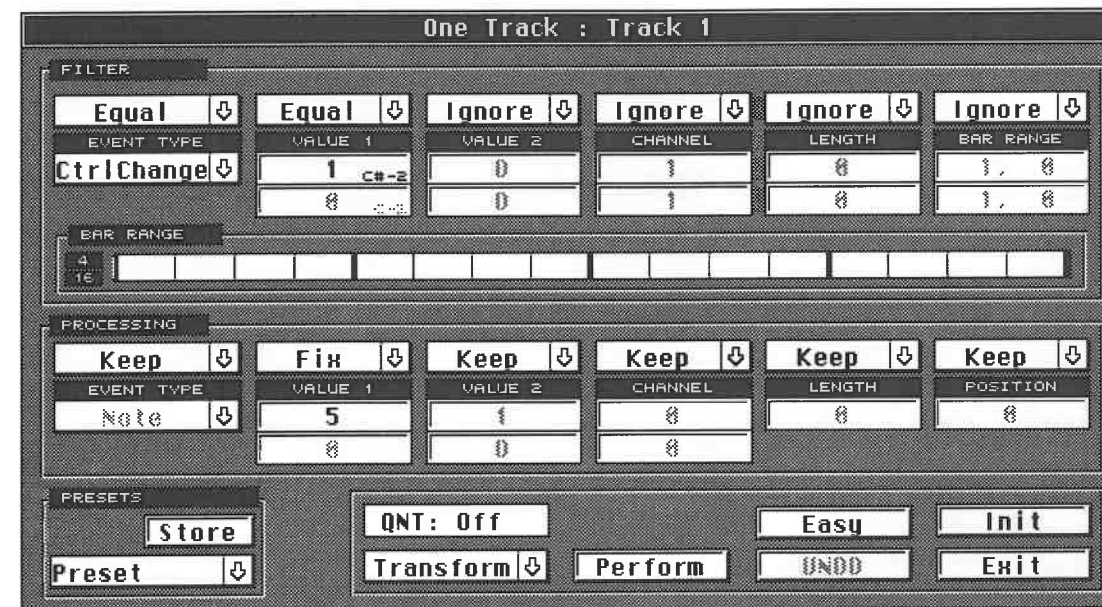 One Track : Track 1
FILTER
Equal Equal Ignore Ignore Ignore Ignore
EVENT TYPE VALUE 1 VALUE 2 CHANNEL LENGTH BAR RANGE
CtrlChange 1 C#-2 0 1 0 1, 0
0 C-2 0 1 0 1, 0
BAR RANGE
4
16
PROCESSING
Keep Fix Keep Keep Keep Keep
EVENT TYPE VALUE 1 VALUE 2 CHANNEL LENGTH POSITION
Note 5 1 0 0 0
0 0 0
PRESETS
Store QNT: Off Easy Init
Preset Transform Perform UNDO Exit